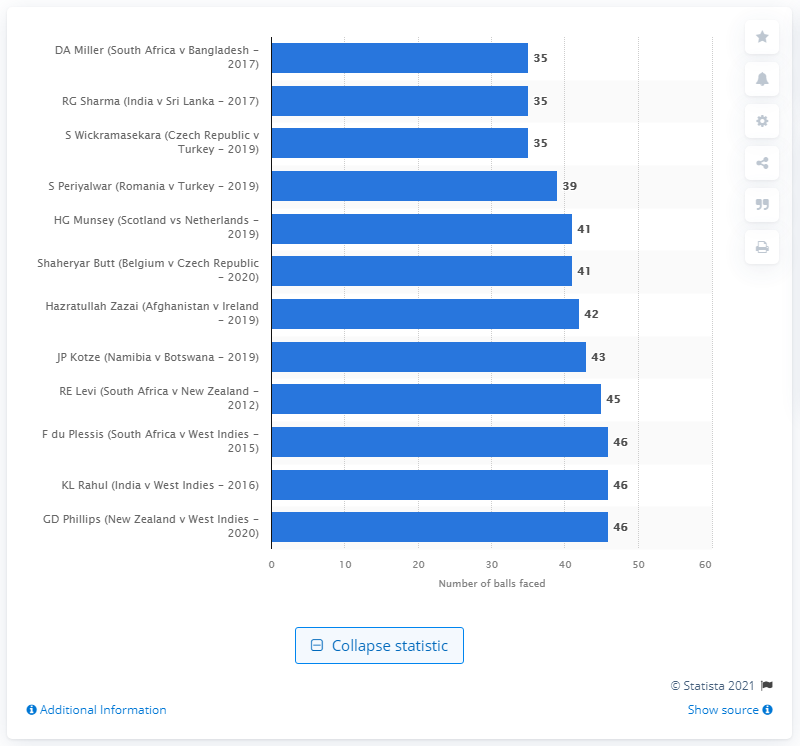 DA Miller (South Africa v Bangladesh –
2017)
35
RG Sharma (India v Sri Lanka – 2017)
35
S Wickramasekara (Czech Republic v
Turkey – 2019)
35
S Periyalwar (Romania v Turkey – 2019)
39
HG Munsey (Scotland vs Netherlands –
2019)
41
Shaheryar Butt (Belgium v Czech Republic
– 2020)
41
Hazratullah Zazai (Afghanistan v Ireland
– 2019)
42
JP Kotze (Namibia v Botswana – 2019)
43
RE Levi (South Africa v New Zealand –
2012)
45
F du Plessis (South Africa v West Indies –
2015)
46
KL Rahul (India v West Indies – 2016)
46
GD Phillips (New Zealand v West Indies –
2020)
46
0 10 20 30 40 50 60
Number of balls faced
Collapse statistic
© Statista 2021
Additional Information
Show source